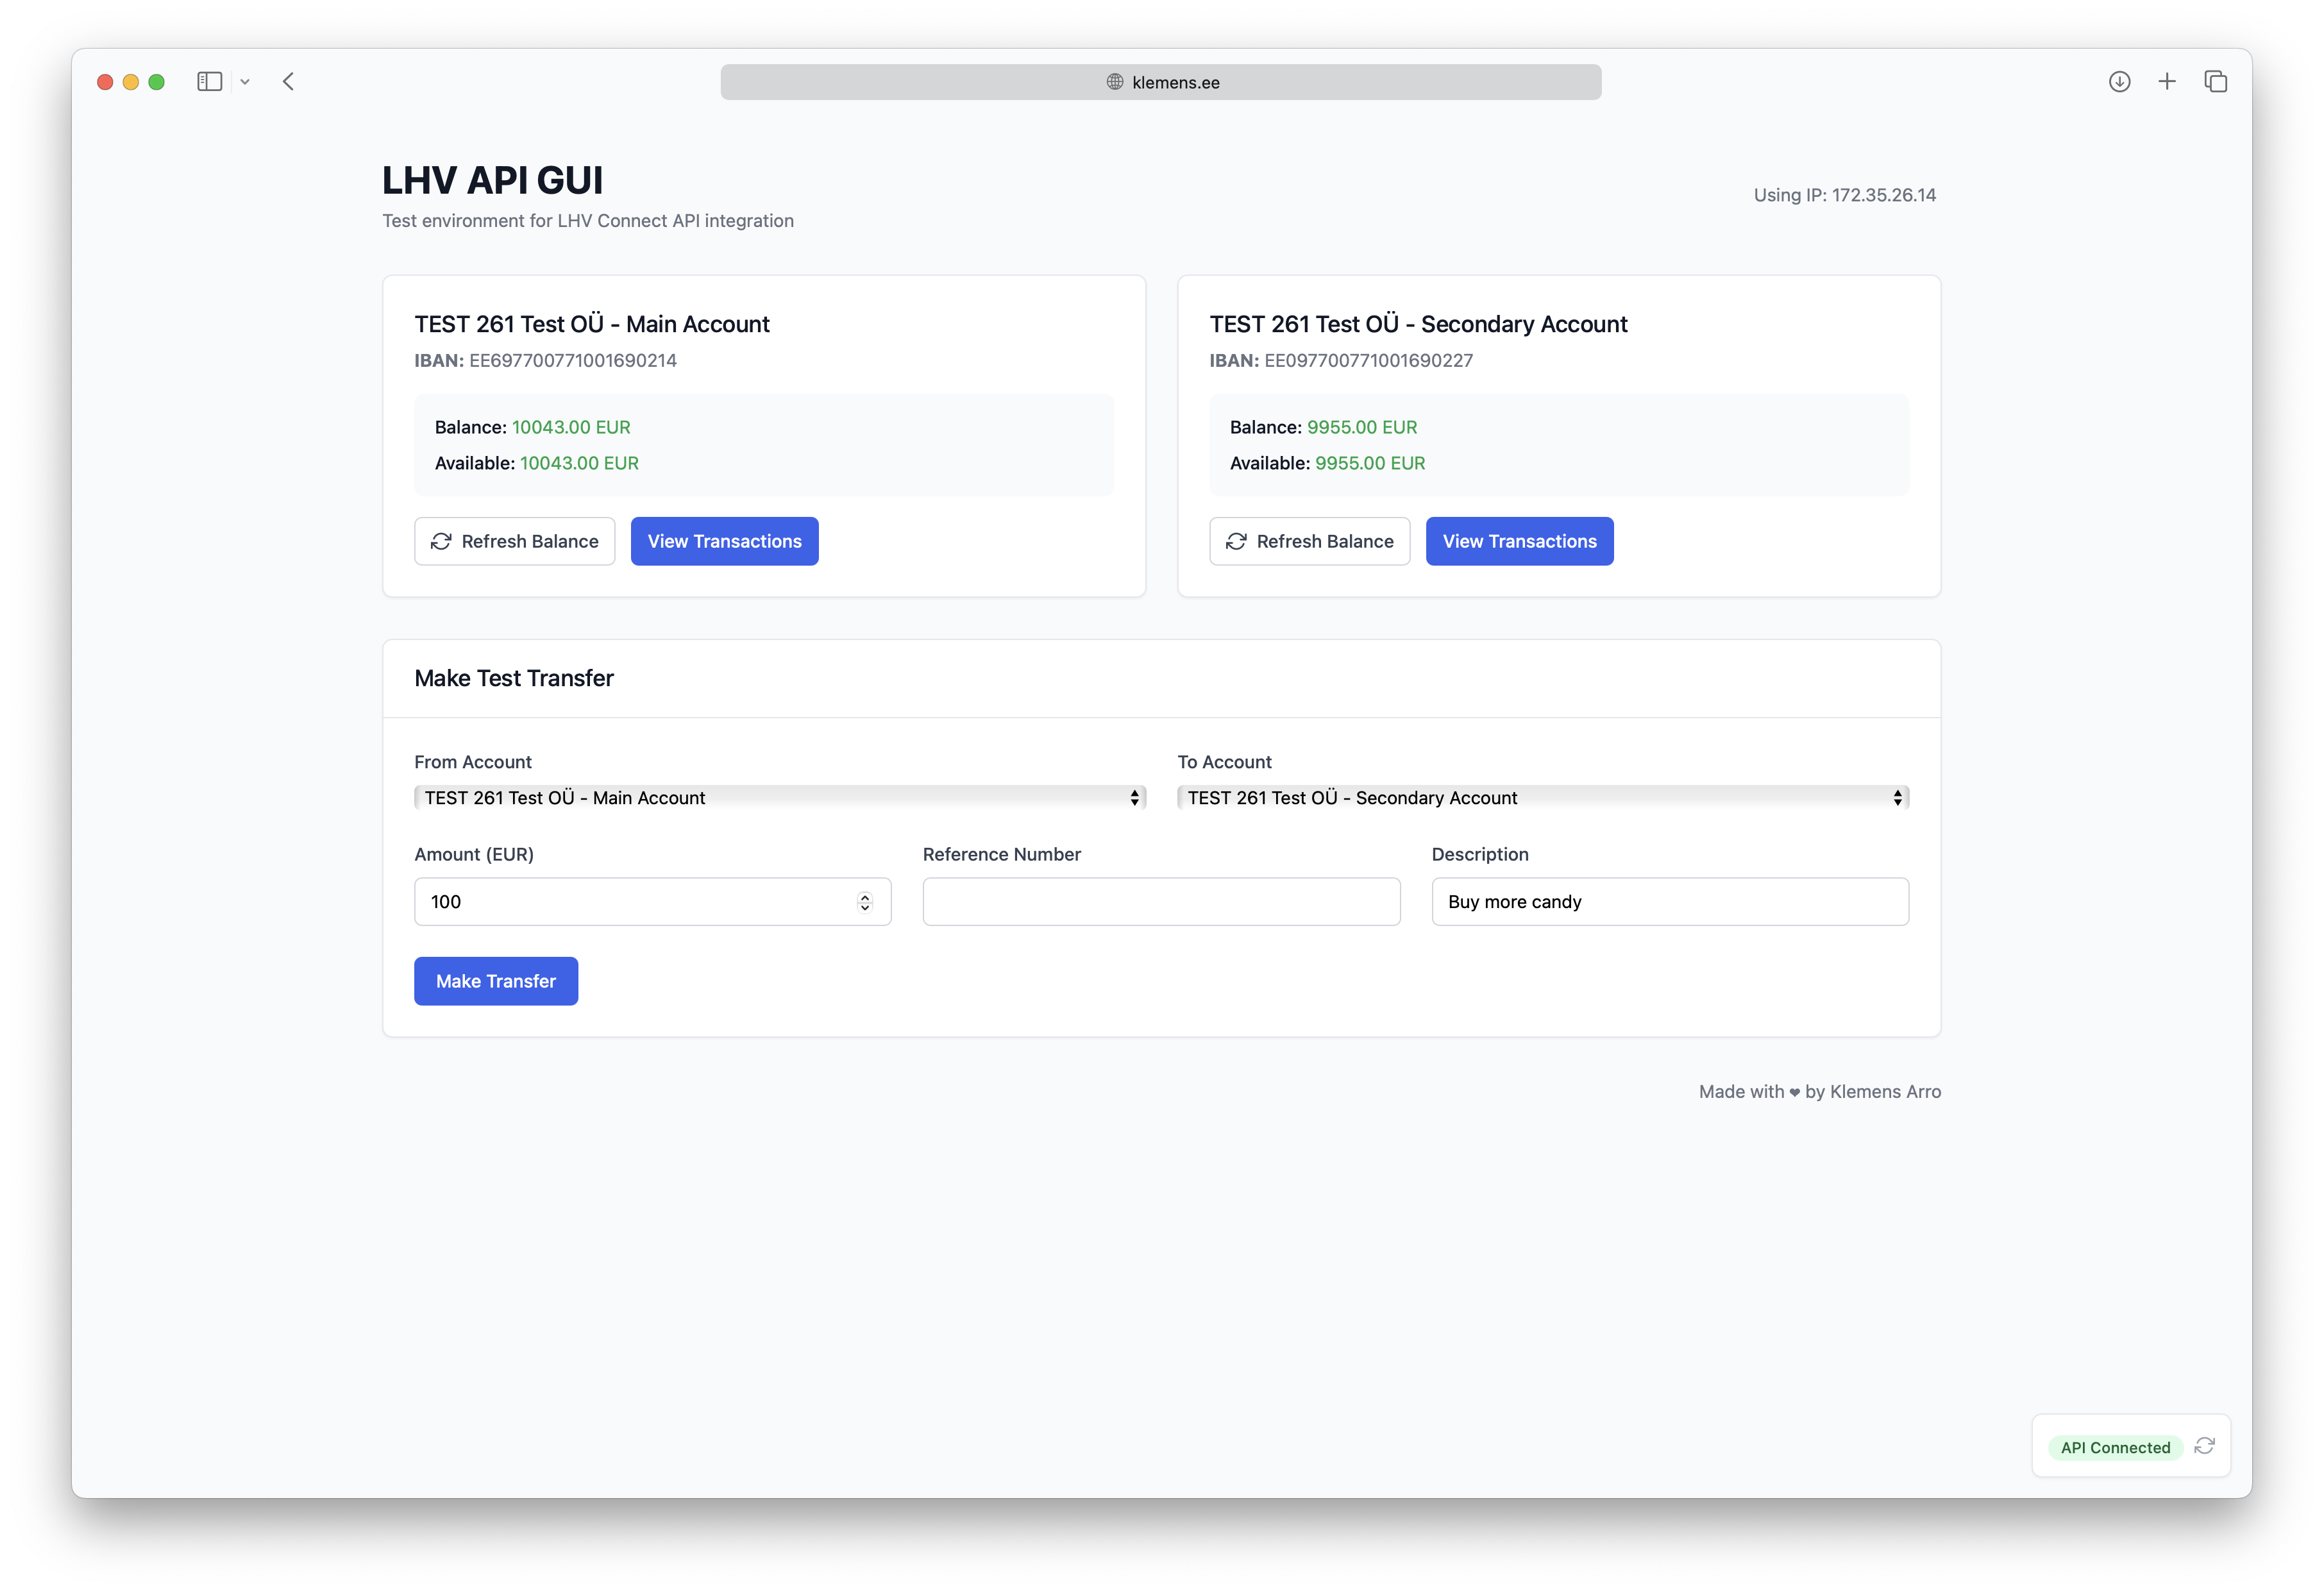 klemens.ee
LHV API GUI
Test environment for LHV Connect API integration
Using IP: 172.35.26.14
TEST 261 Test OÜ - Main Account
IBAN: EE697700771001690214
Balance: 10043.00 EUR
Available: 10043.00 EUR
Refresh Balance
View Transactions
TEST 261 Test OÜ - Secondary Account
IBAN: EE097700771001690227
Balance: 9955.00 EUR
Available: 9955.00 EUR
Refresh Balance
View Transactions
Make Test Transfer
From Account
TEST 261 Test OÜ - Main Account
To Account
TEST 261 Test OÜ - Secondary Account
Amount (EUR)
100
Reference Number
Description
Buy more candy
Make Transfer
Made with ❤ by Klemens Arro
API Connected